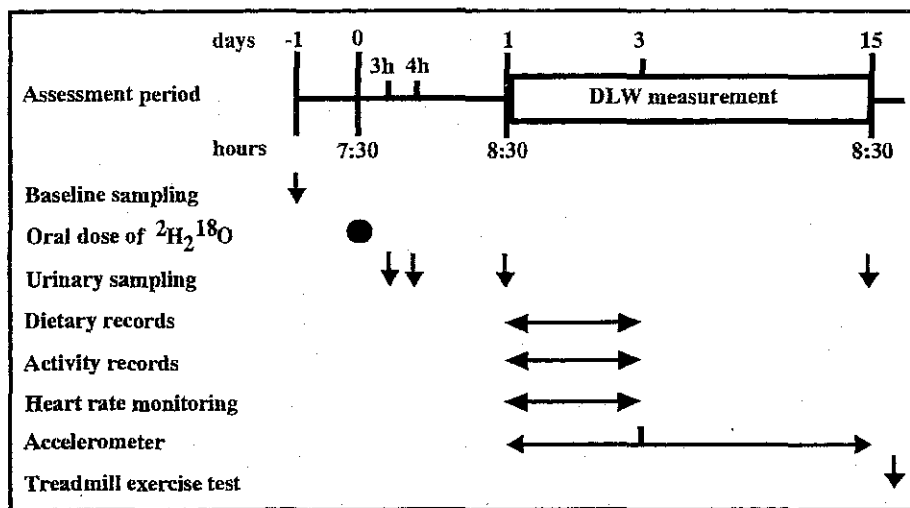 days -1 0 1 3 15
3h 4h
Assessment period DLW measurement
hours 7:30 8:30 8:30
Baseline sampling
Oral dose of ²H₂¹⁸O
Urinary sampling
Dietary records
Activity records
Heart rate monitoring
Accelerometer
Treadmill exercise test